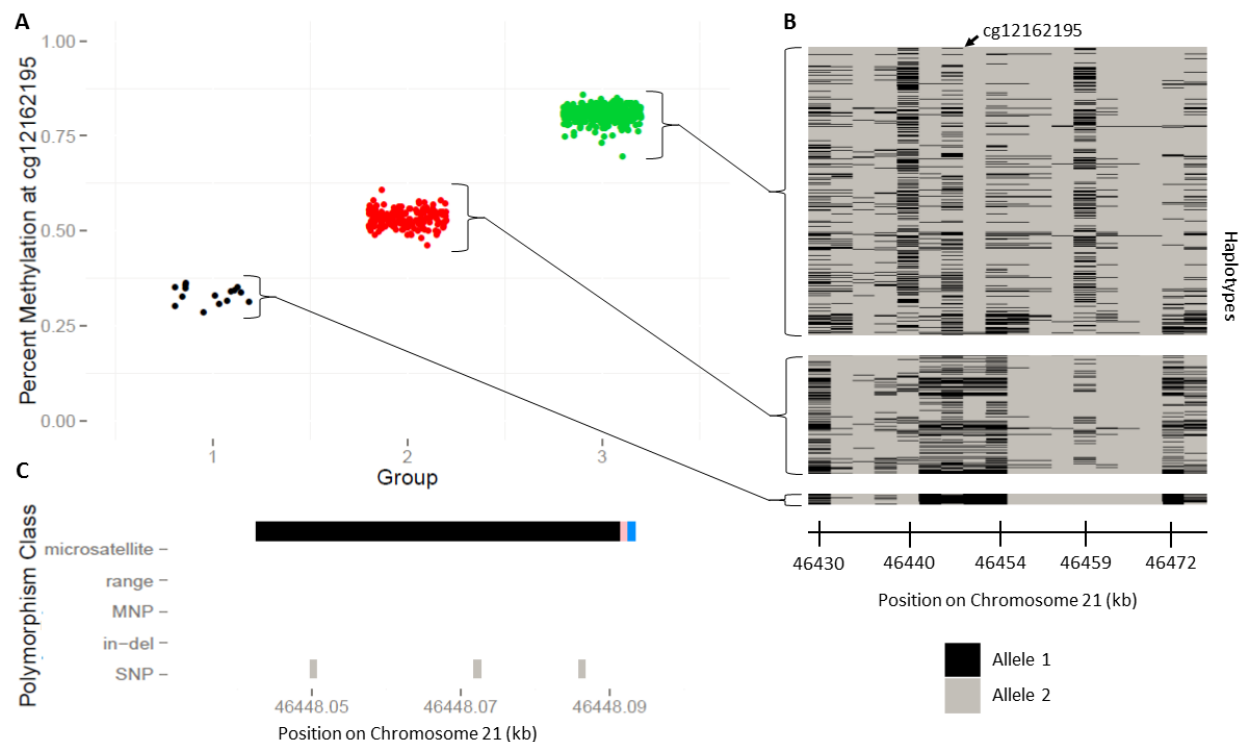 A
Percent Methylation at cg12162195
1.00
0.75
0.50
0.25
0.00
1
2
3
Group
B
cg12162195
Haplotypes
46430
46440
46454
46459
46472
Position on Chromosome 21 (kb)
Allele 1
Allele 2
C
Polymorphism Class
microsatellite
range
MNP
in-del
SNP
46448.05
46448.07
46448.09
Position on Chromosome 21 (kb)